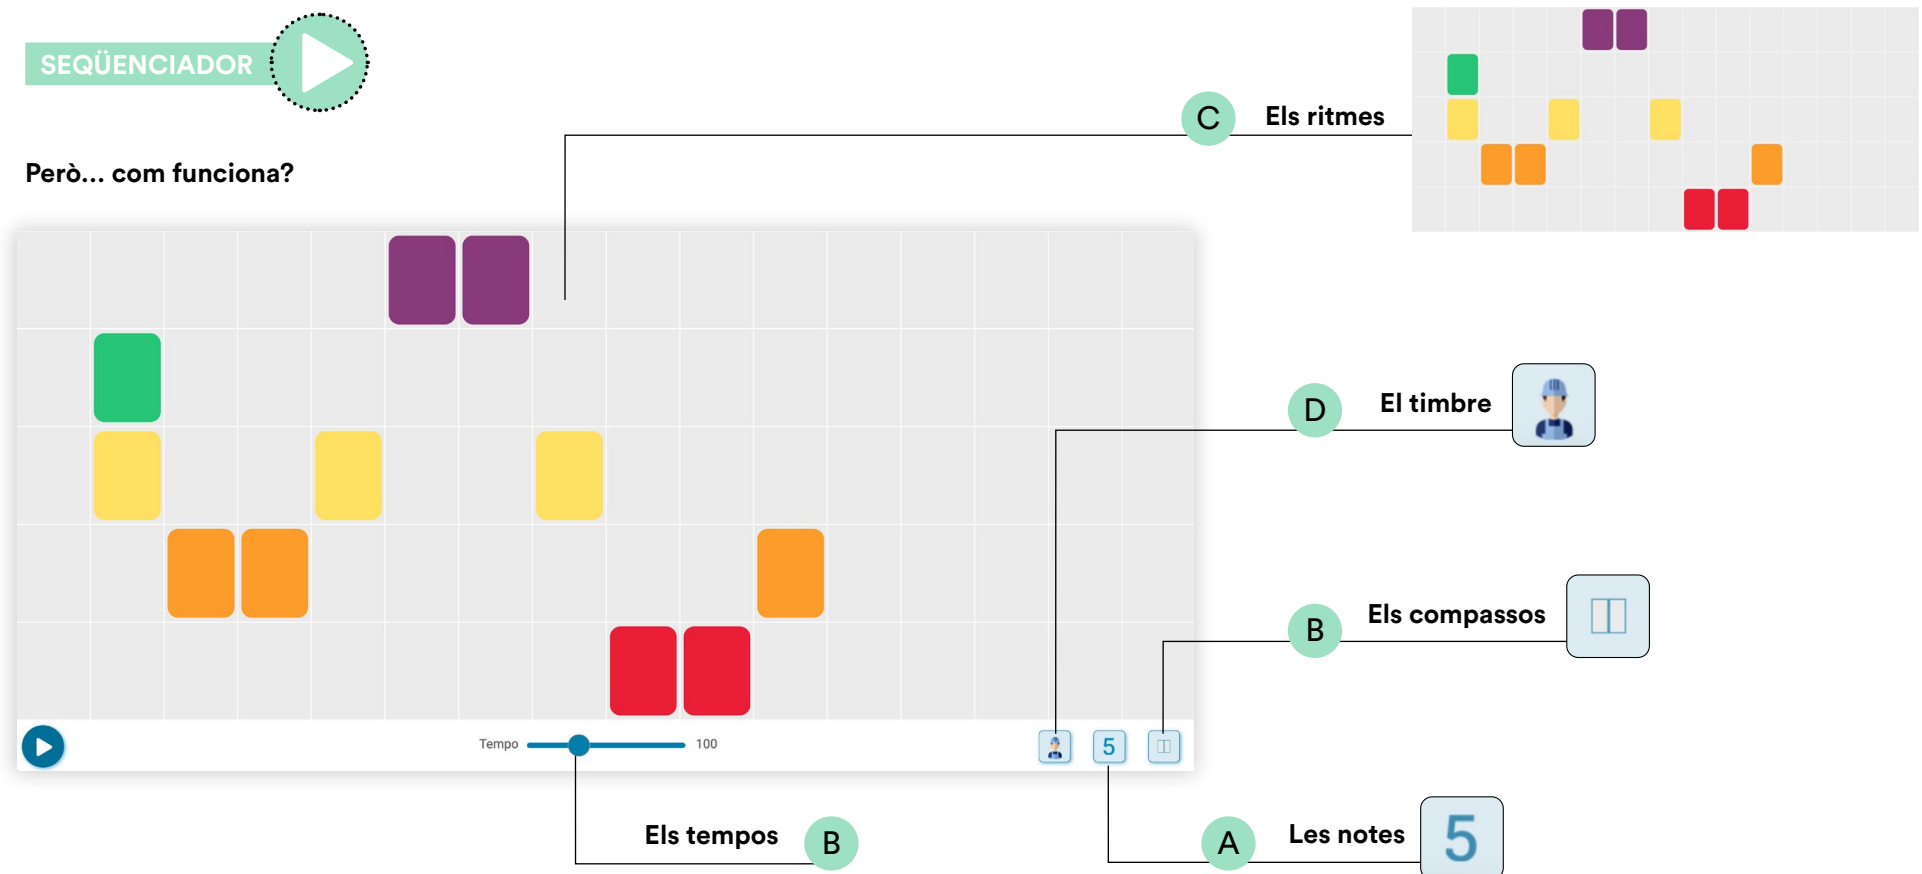 SEQÜENCIADOR
Però... com funciona?
C Els ritmes
D El timbre
B Els compassos
Tempo 100
5
Els tempos B
A Les notes 5